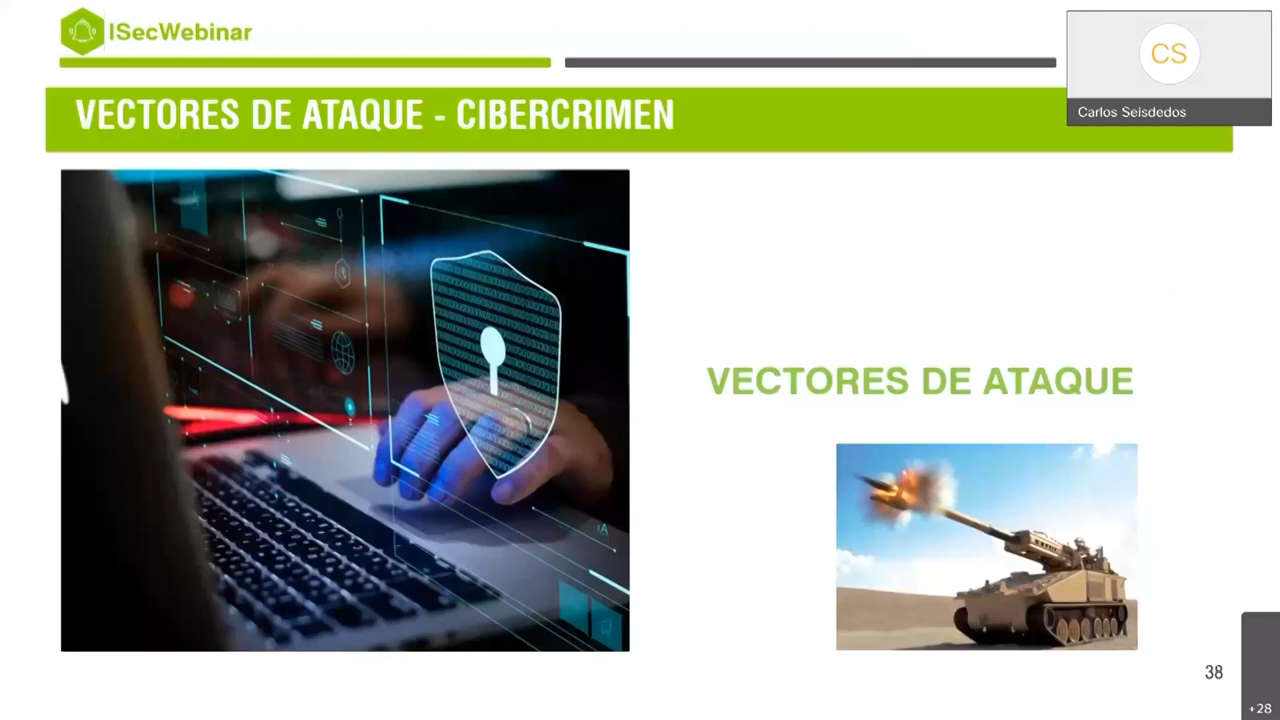 ISecWebinar
CS
Carlos Seisdedos
VECTORES DE ATAQUE - CIBERCRIMEN
VECTORES DE ATAQUE
38
+28